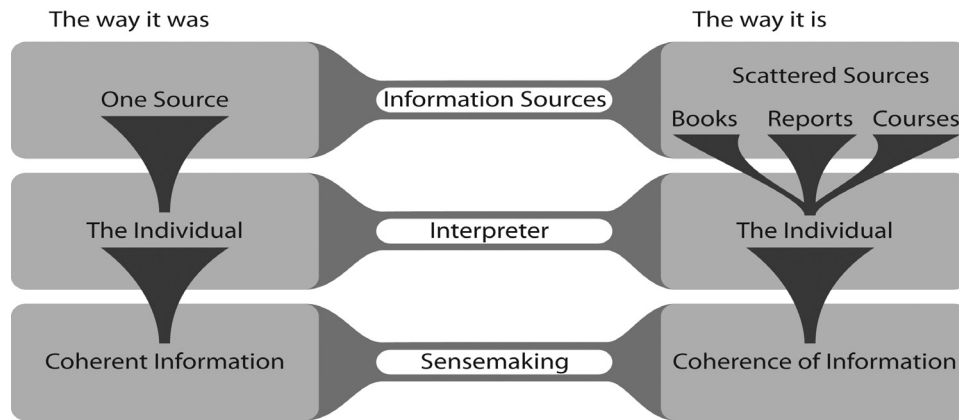 The way it was
The way it is
Scattered Sources
One Source
Information Sources
Books
Reports
Courses
The Individual
Interpreter
The Individual
Coherent Information
Sensemaking
Coherence of Information